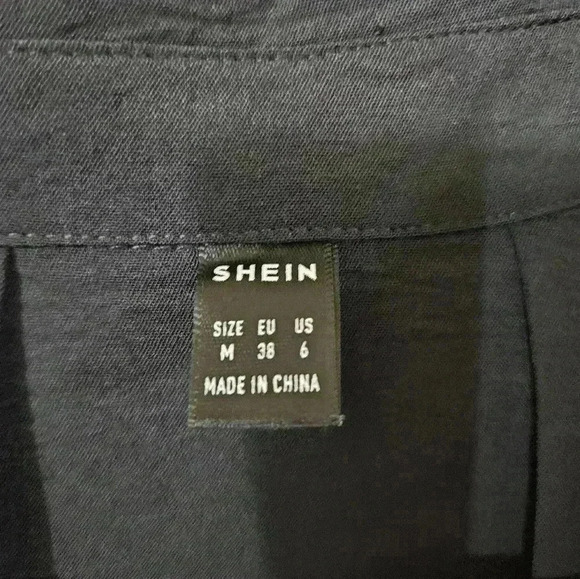 SHEIN
SIZE EU US
M 38 6
MADE IN CHINA